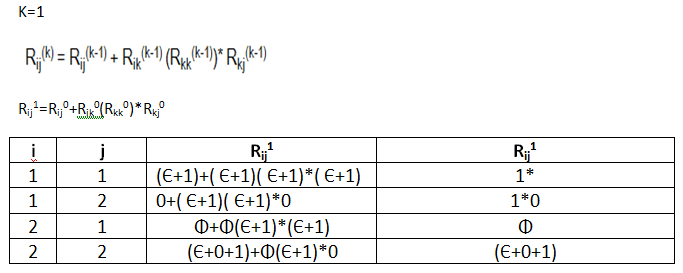 K=1
Rij(k) = Rij(k-1) + Rik(k-1) (Rkk(k-1))* Rkj(k-1)
Rij1=Rij0+Rik0(Rkk0)*Rkj0
i j Rij1 Rij1
1 1 (Є+1)+( Є+1)( Є+1)*( Є+1) 1*
1 2 0+( Є+1)( Є+1)*0 1*0
2 1 Φ+Φ(Є+1)*(Є+1) Φ
2 2 (Є+0+1)+Φ(Є+1)*0 (Є+0+1)